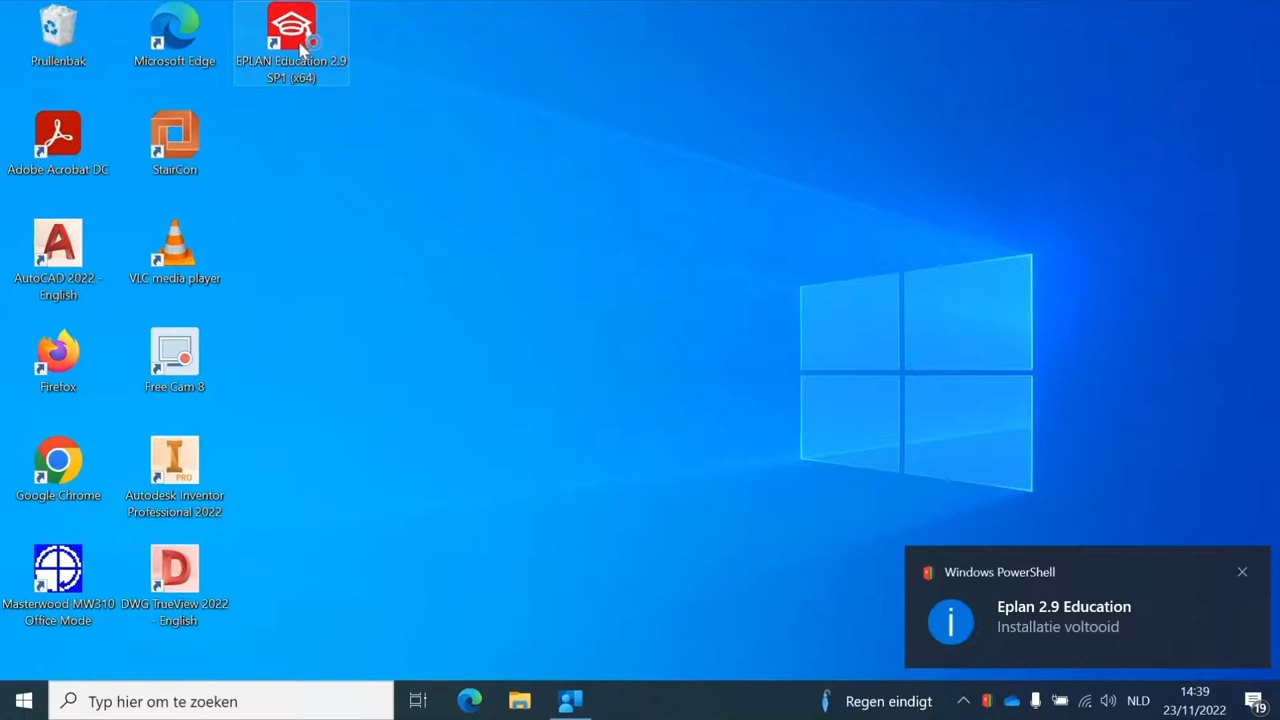 Prullenbak
Microsoft Edge
EPLAN Education 2.9
SP1 (x64)
Adobe Acrobat DC
StairCon
AutoCAD 2022 -
English
VLC media player
Firefox
Free Cam 8
Google Chrome
PRO
Autodesk Inventor
Professional 2022
Masterwood MW310
Office Mode
DWG TrueView 2022
- English
Windows PowerShell
Eplan 2.9 Education
Installatie voltooid
Typ hier om te zoeken
Regen eindigt
NLD
14:39
23/11/2022
19